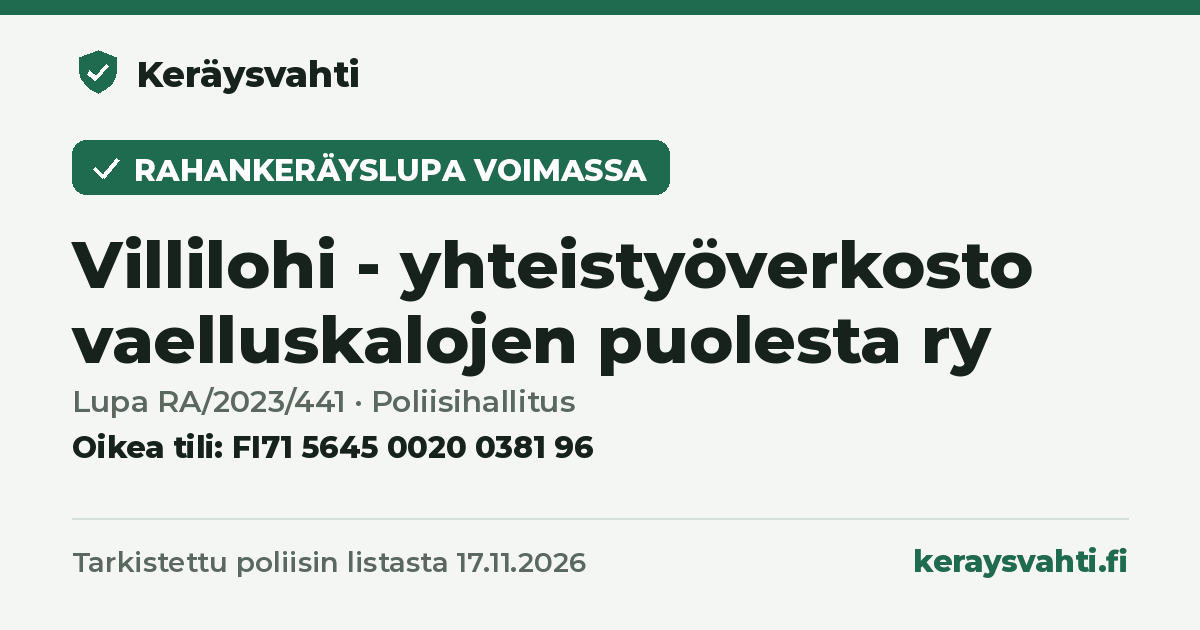 Keräysvahti
RAHANKERÄYSLUPA VOIMASSA
Villilohi - yhteistyöverkosto
vaelluskalojen puolesta ry
Lupa RA/2023/441 · Poliisihallitus
Oikea tili: FI71 5645 0020 0381 96
Tarkistettu poliisin listasta 17.11.2026
keraysvahti.fi